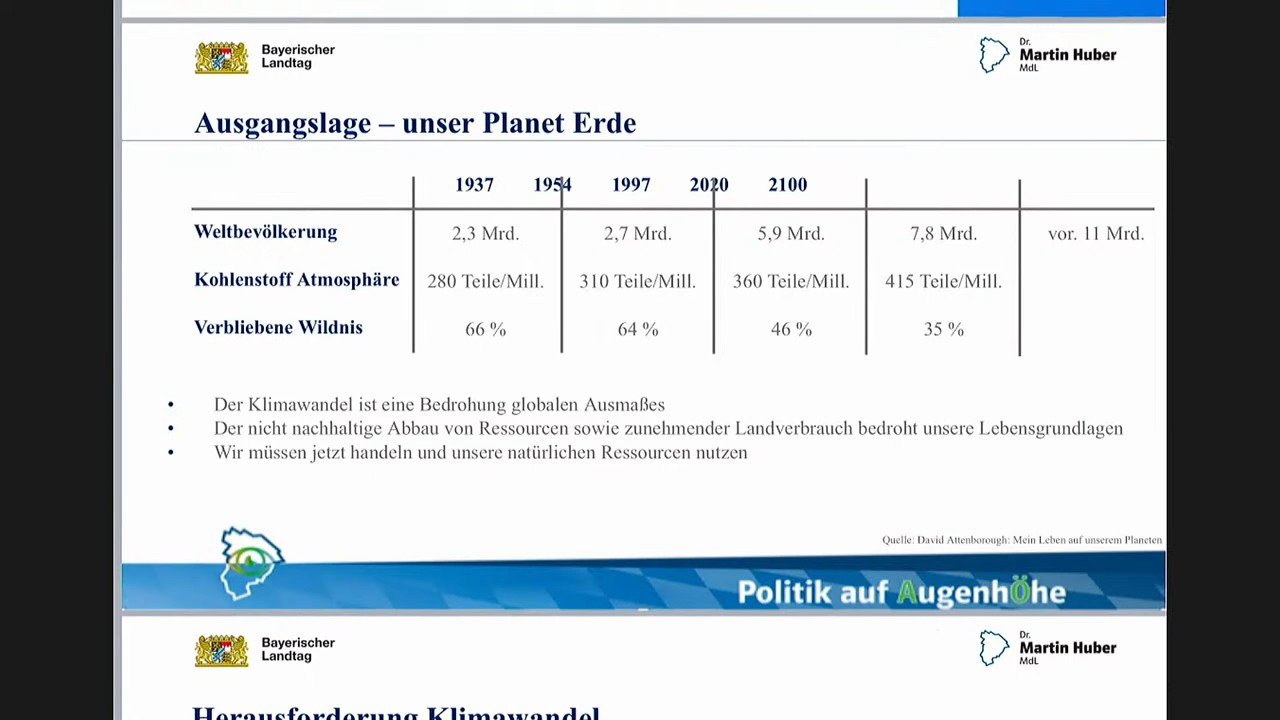 Bayerischer
Landtag
Dr.
Martin Huber
MdL
Ausgangslage – unser Planet Erde
1937 1954 1997 2020 2100
Weltbevölkerung 2,3 Mrd. 2,7 Mrd. 5,9 Mrd. 7,8 Mrd. vor. 11 Mrd.
Kohlenstoff Atmosphäre 280 Teile/Mill. 310 Teile/Mill. 360 Teile/Mill. 415 Teile/Mill.
Verbliebene Wildnis 66 % 64 % 46 % 35 %
• Der Klimawandel ist eine Bedrohung globalen Ausmaßes
• Der nicht nachhaltige Abbau von Ressourcen sowie zunehmender Landverbrauch bedroht unsere Lebensgrundlagen
• Wir müssen jetzt handeln und unsere natürlichen Ressourcen nutzen
Quelle: David Attenborough: Mein Leben auf unserem Planeten
Politik auf AugenhÖhe
Bayerischer
Landtag
Dr.
Martin Huber
MdL
Herausforderung Klimawandel